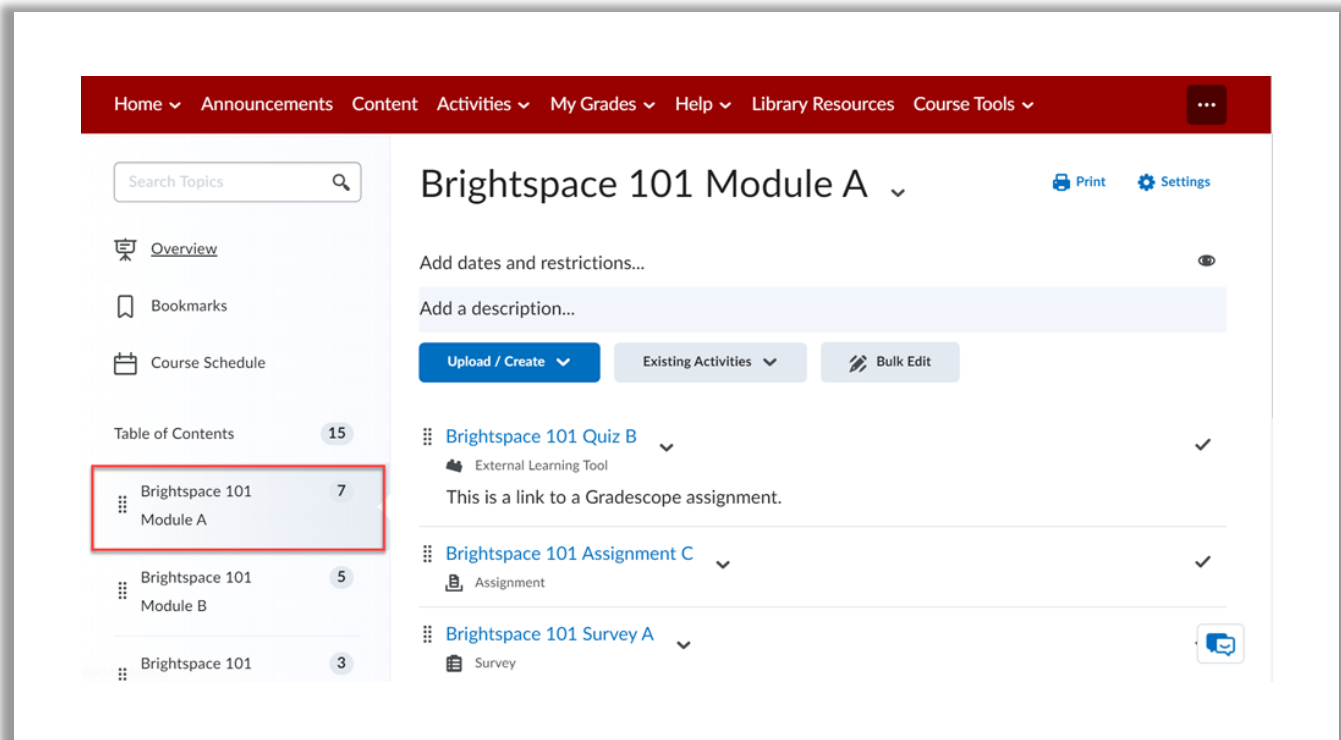 Home Announcements Content Activities My Grades Help Library Resources Course Tools
Search Topics
Overview
Bookmarks
Course Schedule
Table of Contents 15
Brightspace 101 7
Module A
Brightspace 101 5
Module B
Brightspace 101 3
Brightspace 101 Module A
Print Settings
Add dates and restrictions...
Add a description...
Upload / Create Existing Activities Bulk Edit
Brightspace 101 Quiz B
External Learning Tool
This is a link to a Gradescope assignment.
Brightspace 101 Assignment C
Assignment
Brightspace 101 Survey A
Survey